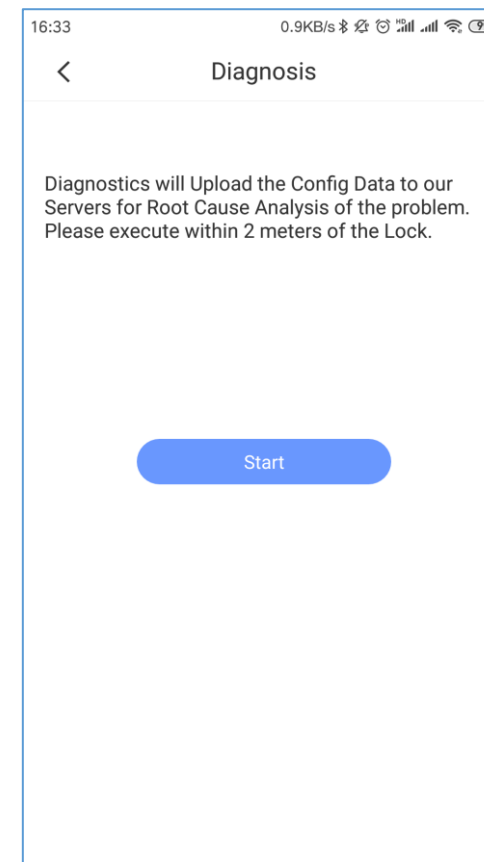 16:33 0.9KB/s HD
Diagnosis
Diagnostics will Upload the Config Data to our
Servers for Root Cause Analysis of the problem.
Please execute within 2 meters of the Lock.
Start